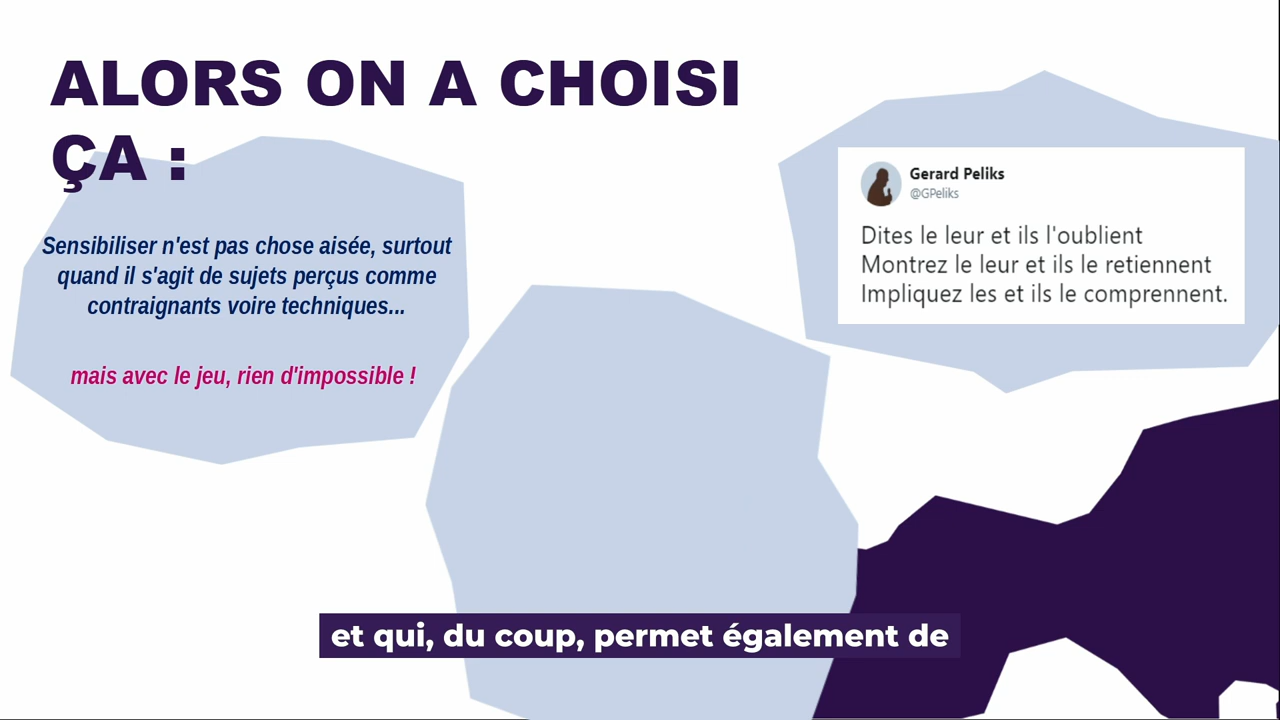 ALORS ON A CHOISI
ÇA :
Sensibiliser n'est pas chose aisée, surtout
quand il s'agit de sujets perçus comme
contraignants voire techniques...
mais avec le jeu, rien d'impossible !
Gerard Peliks
@GPeliks
Dites le leur et ils l'oublient
Montrez le leur et ils le retiennent
Impliquez les et ils le comprennent.
et qui, du coup, permet également de